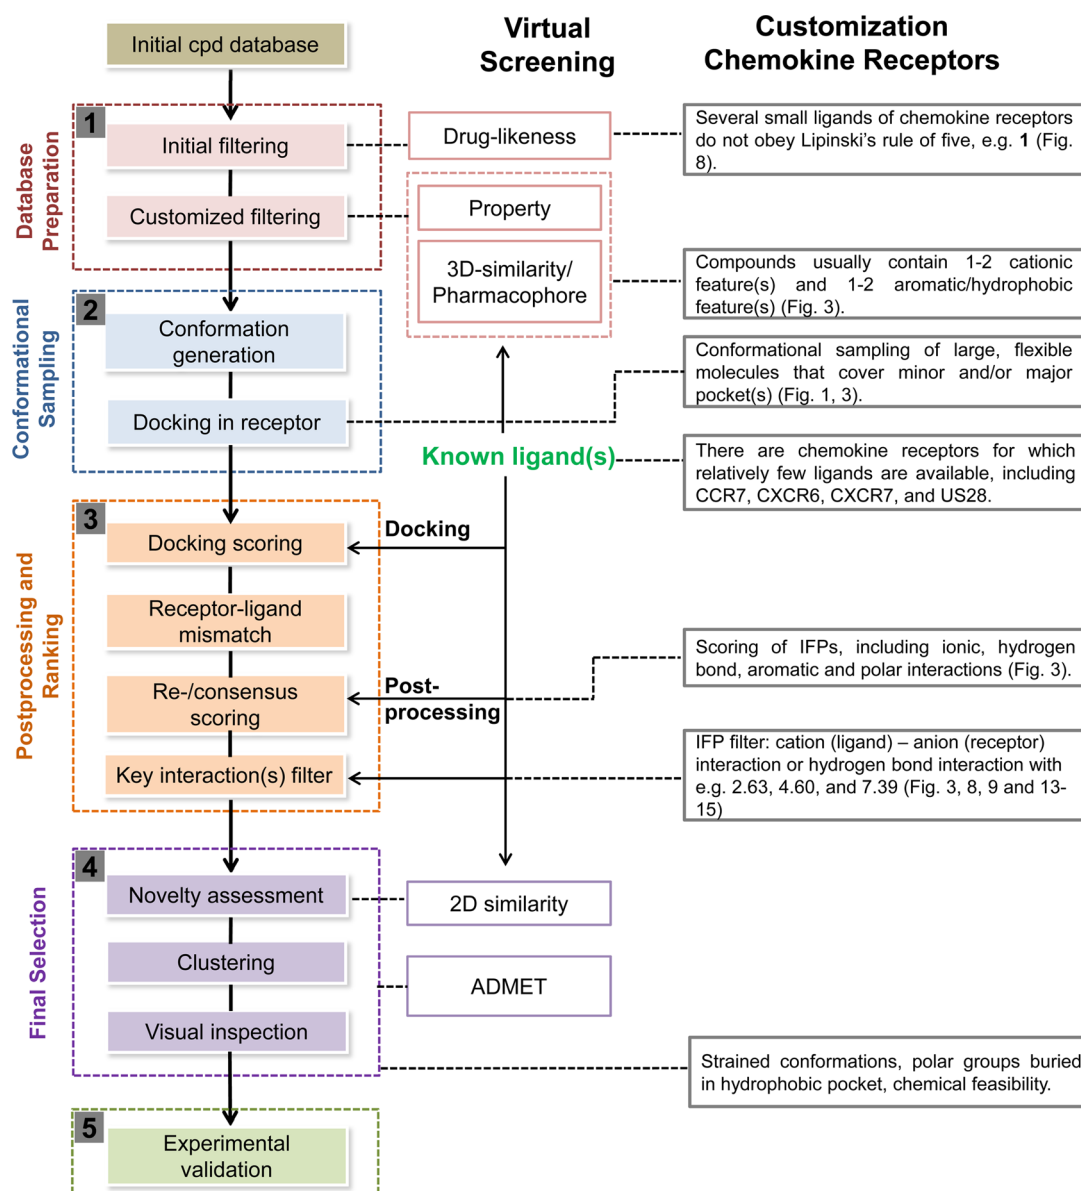 Initial cpd database
Virtual
Screening
Customization
Chemokine Receptors
Database
Preparation
1
Initial filtering
Customized filtering
Drug-likeness
Property
3D-similarity/
Pharmacophore
Several small ligands of chemokine receptors
do not obey Lipinski's rule of five, e.g. 1 (Fig.
8).
Compounds usually contain 1-2 cationic
feature(s) and 1-2 aromatic/hydrophobic
feature(s) (Fig. 3).
Conformational
Sampling
2
Conformation
generation
Docking in receptor
Conformational sampling of large, flexible
molecules that cover minor and/or major
pocket(s) (Fig. 1, 3).
Known ligand(s)
There are chemokine receptors for which
relatively few ligands are available, including
CCR7, CXCR6, CXCR7, and US28.
Postprocessing and
Ranking
3
Docking scoring
Receptor-ligand
mismatch
Re-/consensus
scoring
Key interaction(s) filter
Docking
Post-
processing
Scoring of IFPs, including ionic, hydrogen
bond, aromatic and polar interactions (Fig. 3).
IFP filter: cation (ligand) – anion (receptor)
interaction or hydrogen bond interaction with
e.g. 2.63, 4.60, and 7.39 (Fig. 3, 8, 9 and 13-
15)
Final Selection
4
Novelty assessment
Clustering
Visual inspection
2D similarity
ADMET
Strained conformations, polar groups buried
in hydrophobic pocket, chemical feasibility.
5
Experimental
validation